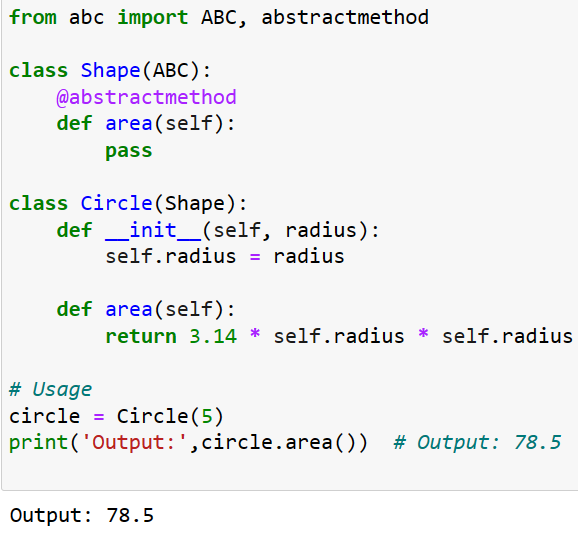 from abc import ABC, abstractmethod

class Shape(ABC):
    @abstractmethod
    def area(self):
        pass

class Circle(Shape):
    def __init__(self, radius):
        self.radius = radius

    def area(self):
        return 3.14 * self.radius * self.radius

# Usage
circle = Circle(5)
print('Output:',circle.area())  # Output: 78.5

Output: 78.5